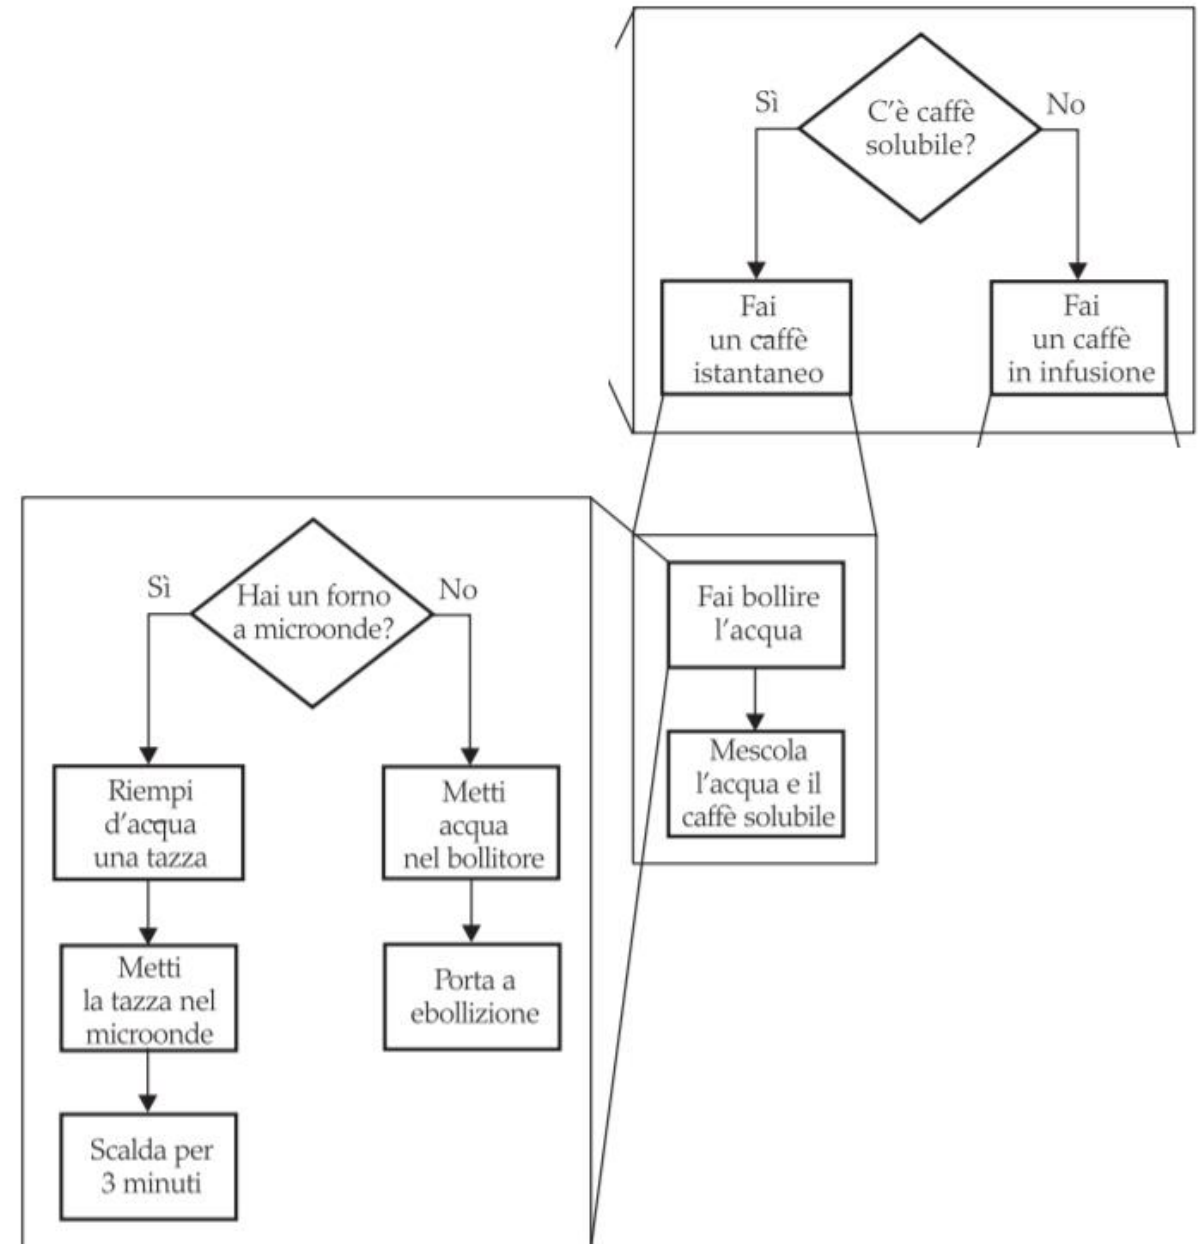 C'è caffè
solubile?
Sì
No
Fai
un caffè
istantaneo
Fai
un caffè
in infusione
Fai bollire
l'acqua
Mescola
l'acqua e il
caffè solubile
Hai un forno
a microonde?
Sì
No
Riempi
d'acqua
una tazza
Metti
la tazza nel
microonde
Scalda per
3 minuti
Metti
acqua
nel bollitore
Porta a
ebollizione